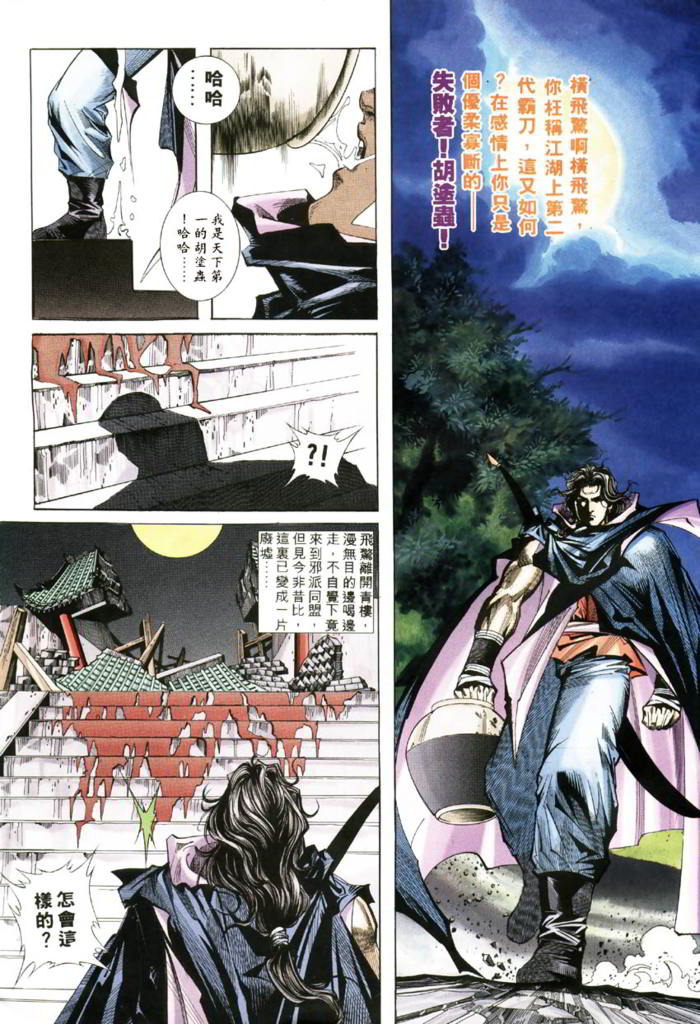 橫飛驚啊橫飛驚，
你枉稱江湖上第二
代霸刀，這又如何
？在感情上你只是
個優柔寡斷的——
失敗者！胡塗蟲！
哈哈
……
我是天下第
一的胡塗蟲
！哈哈……
?!
飛驚離開青樓，
漫無目的邊喝邊
走，不自覺下竟
來到邪派同盟，
但見今非昔比，
這裏已變成一片
廢墟……
怎會這
樣的？